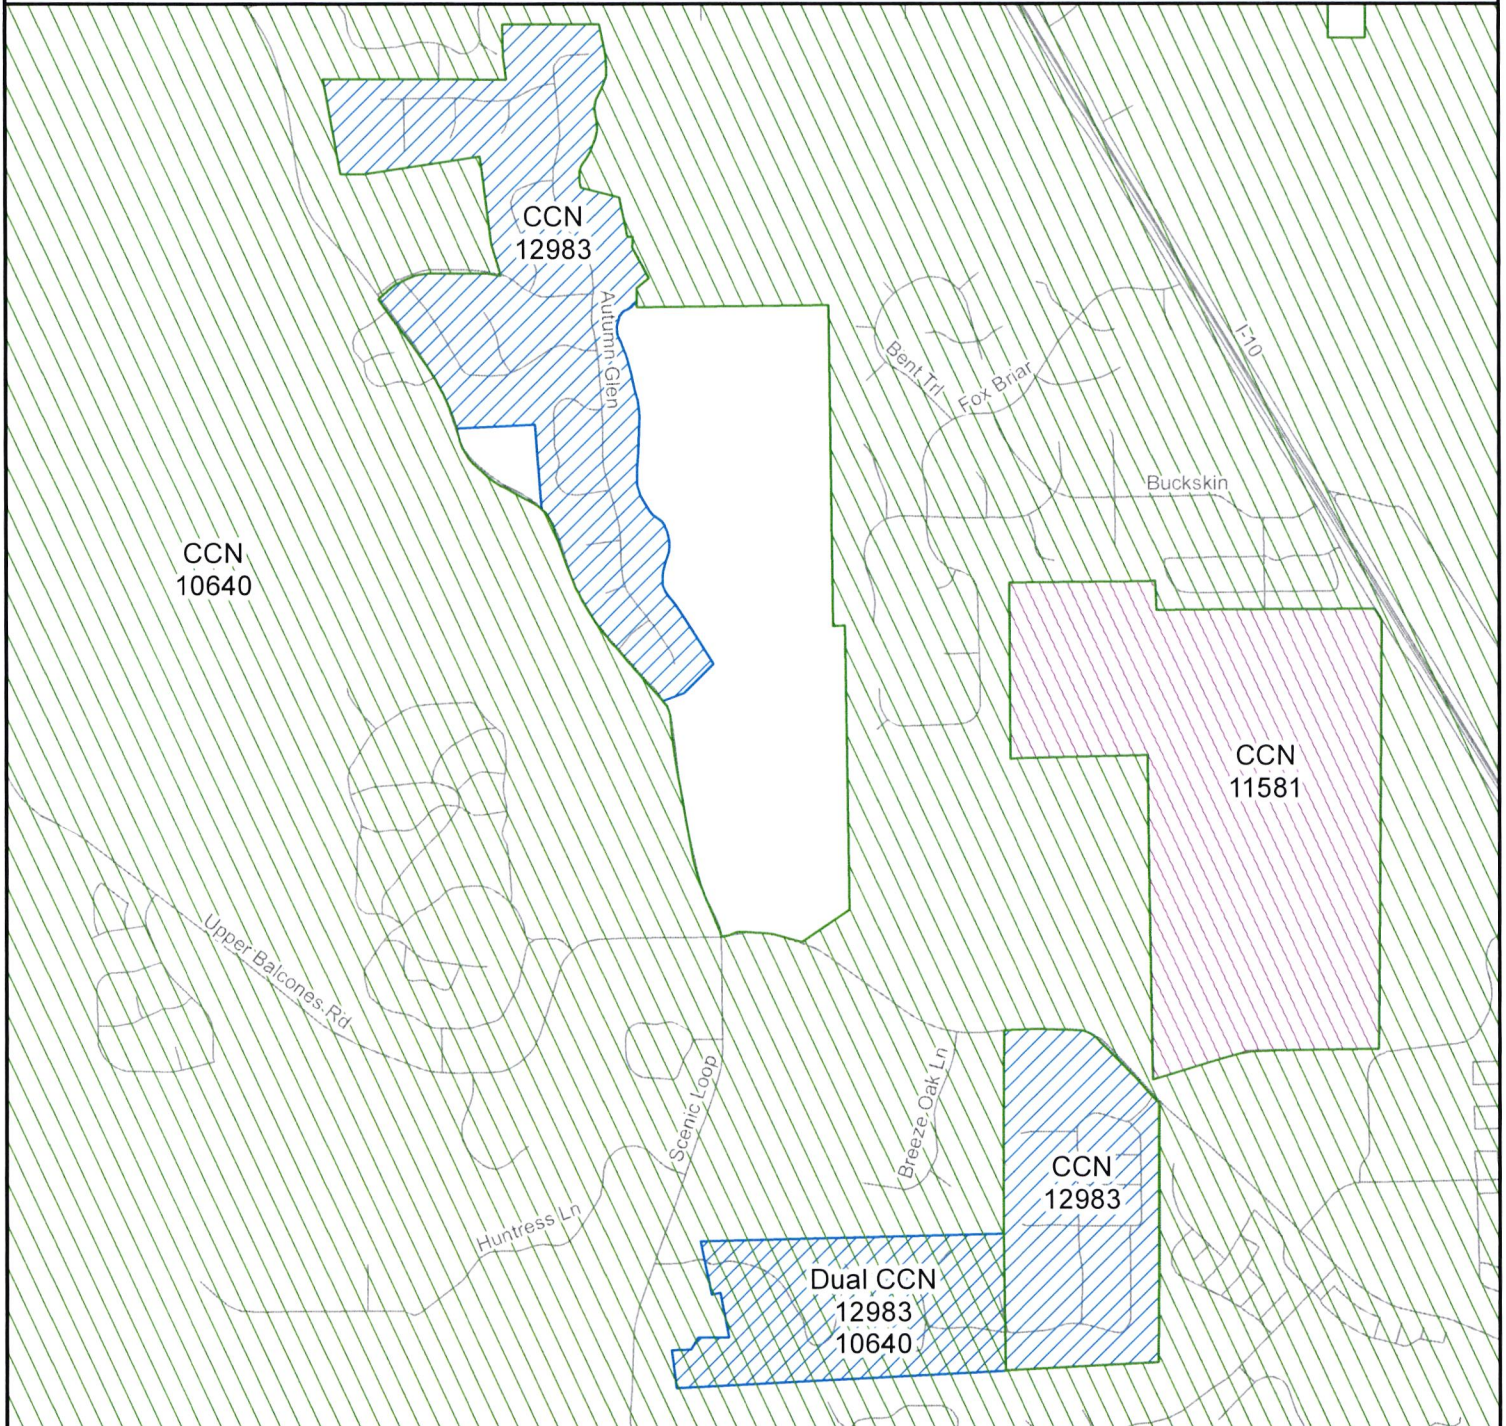 CCN
12983
Autumn Glen
I-10
Bent Trl
Fox Briar
Buckskin
CCN
10640
CCN
11581
Upper Balcones Rd
Scenic Loop
Breeze Oak Ln
CCN
12983
Huntress Ln
Dual CCN
12983
10640